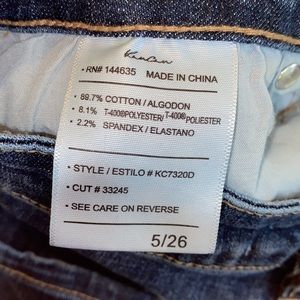 KanCan
• RN# 144635 MADE IN CHINA
• 89.7% COTTON / ALGODON
• 8.1% T-400®POLYESTER/ T-400®POLIESTER
• 2.2% SPANDEX / ELASTANO
• STYLE / ESTILO # KC7320D
• CUT # 33245
• SEE CARE ON REVERSE
5/26